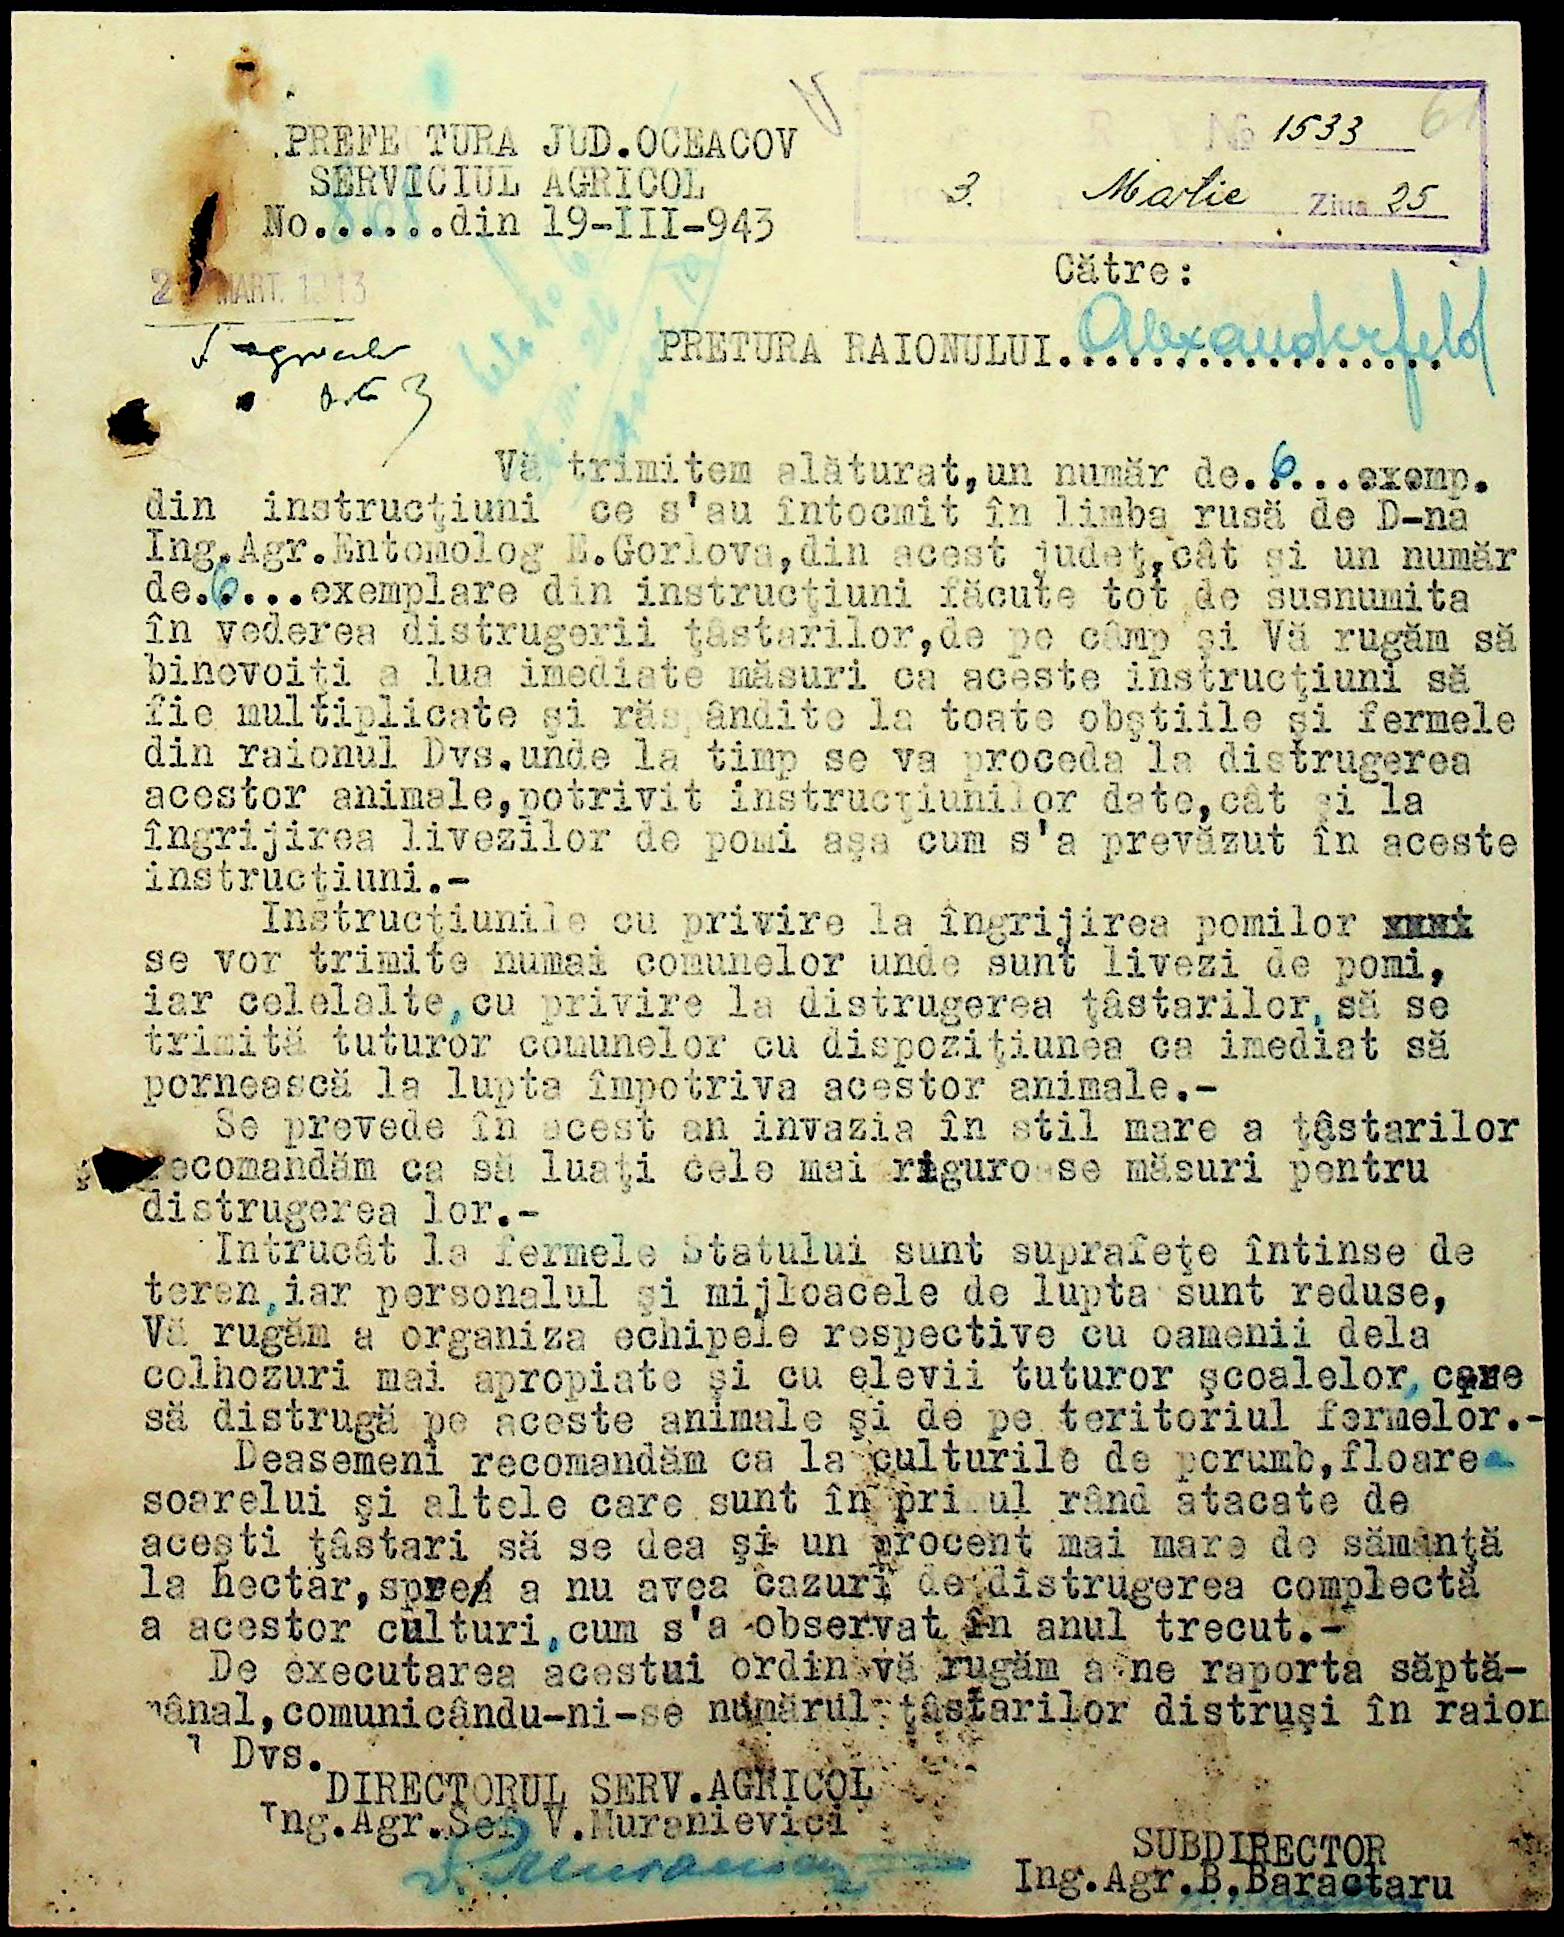 № 1533
3. Martie Ziua 25
PREFECTURA JUD.OCEACOV
SERVICIUL AGRICOL
No.......din 19-III-943
MART.
Către:
PRETURA RAIONULUI Alexanderfeld
Vă trimitem alăturat,un număr de.6....exemp.
din instrucţiuni ce s'au întocmit în limba rusă de D-na
Ing.Agr.Entomolog E.Gorlova,din acest judeţ,cât şi un număr
de.6....exemplare din instrucţiuni făcute tot de susnumita
în vederea distrugerii ţâstarilor,de pe câmp şi Vă rugăm să
binevoiţi a lua imediate măsuri ca aceste instrucţiuni să
fie multiplicate şi răspândite la toate obştiile şi fermele
din raionul Dvs.unde la timp se va proceda la distrugerea
acestor animale,potrivit instrucţiunilor date,cât şi la
îngrijirea livezilor de pomi aşa cum s'a prevăzut în aceste
instrucţiuni.-
Instrucţiunile cu privire la îngrijirea pomilor
se vor trimite numai comunelor unde sunt livezi de pomi,
iar celelalte,cu privire la distrugerea ţâstarilor,să se
trimită tuturor comunelor cu dispoziţiunea ca imediat să
pornească la lupta împotriva acestor animale.-
Se prevede în acest an invazia în stil mare a ţâstarilor
recomandăm ca să luaţi cele mai riguroase măsuri pentru
distrugerea lor.-
Intrucât la fermele Statului sunt suprafeţe întinse de
teren,iar personalul şi mijloacele de lupta sunt reduse,
Vă rugăm a organiza echipele respective cu oamenii dela
colhozuri mai apropiate şi cu elevii tuturor şcoalelor,care
să distrugă pe aceste animale şi de pe teritoriul fermelor.-
Deasemeni recomandăm ca la culturile de porumb,floarea
soarelui şi altele care sunt în primul rând atacate de
aceşti ţâstari să se dea şi un procent mai mare de sămânţă
la hectar,spre a nu avea cazuri de distrugerea complectă
a acestor culturi,cum s'a observat în anul trecut.-
De executarea acestui ordin vă rugăm a ne raporta săptă-
mânal,comunicându-ni-se numărul ţâstarilor distruşi în raion
Dvs.
DIRECTORUL SERV.AGRICOL
Ing.Agr.Şef V.Muranievici
SUBDIRECTOR
Ing.Agr.B.Baractaru